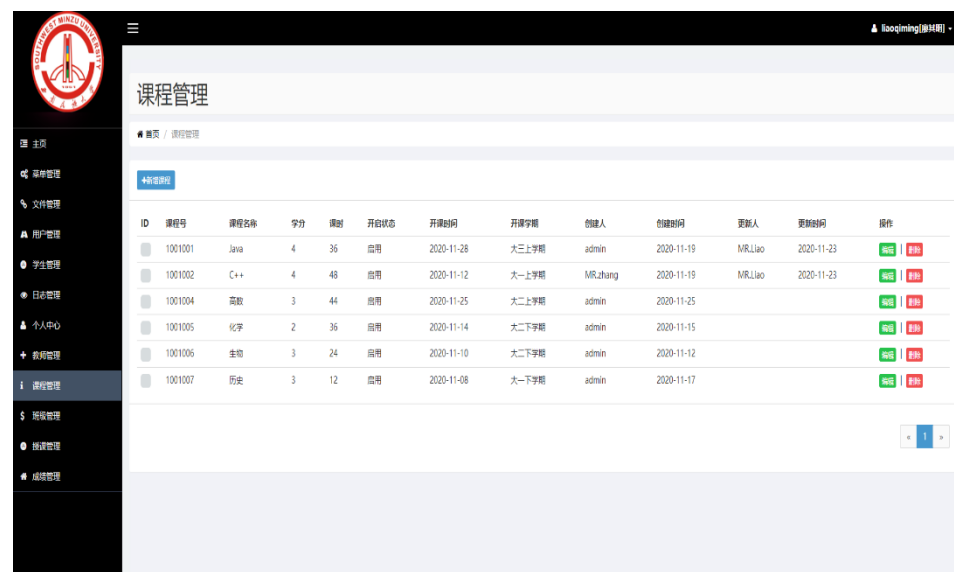 SOUTHWEST MINZU UNIVERSITY
liaoqiming[廖其明]
课程管理
首页 / 课程管理
主页
菜单管理
文件管理
用户管理
学生管理
日志管理
个人中心
教师管理
课程管理
班级管理
授课管理
成绩管理
+新增课程
ID 课程号 课程名称 学分 课时 开启状态 开课时间 开课学期 创建人 创建时间 更新人 更新时间 操作
1001001 Java 4 36 启用 2020-11-28 大三上学期 admin 2020-11-19 MR.Liao 2020-11-23 编辑 | 删除
1001002 C++ 4 48 启用 2020-11-12 大一上学期 MR.zhang 2020-11-19 MR.Liao 2020-11-23 编辑 | 删除
1001004 高数 3 44 启用 2020-11-25 大二上学期 admin 2020-11-25 编辑 | 删除
1001005 化学 2 36 启用 2020-11-14 大二下学期 admin 2020-11-15 编辑 | 删除
1001006 生物 3 24 启用 2020-11-10 大二下学期 admin 2020-11-12 编辑 | 删除
1001007 历史 3 12 启用 2020-11-08 大一下学期 admin 2020-11-17 编辑 | 删除
« 1 »